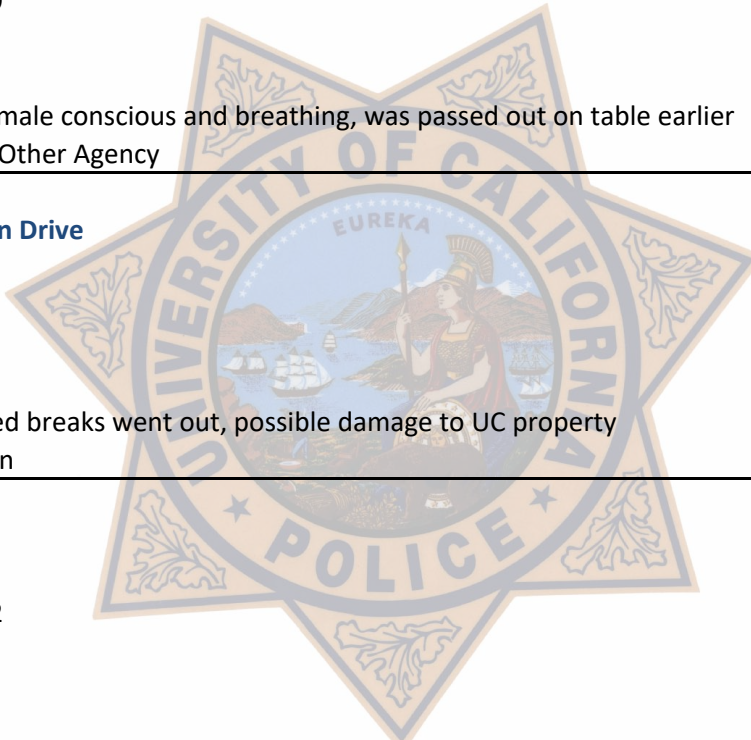 male conscious and breathing, was passed out on table earlier
Other Agency
n Drive
ed breaks went out, possible damage to UC property
n
UNIVERSITY OF CALIFORNIA
EUREKA
POLICE